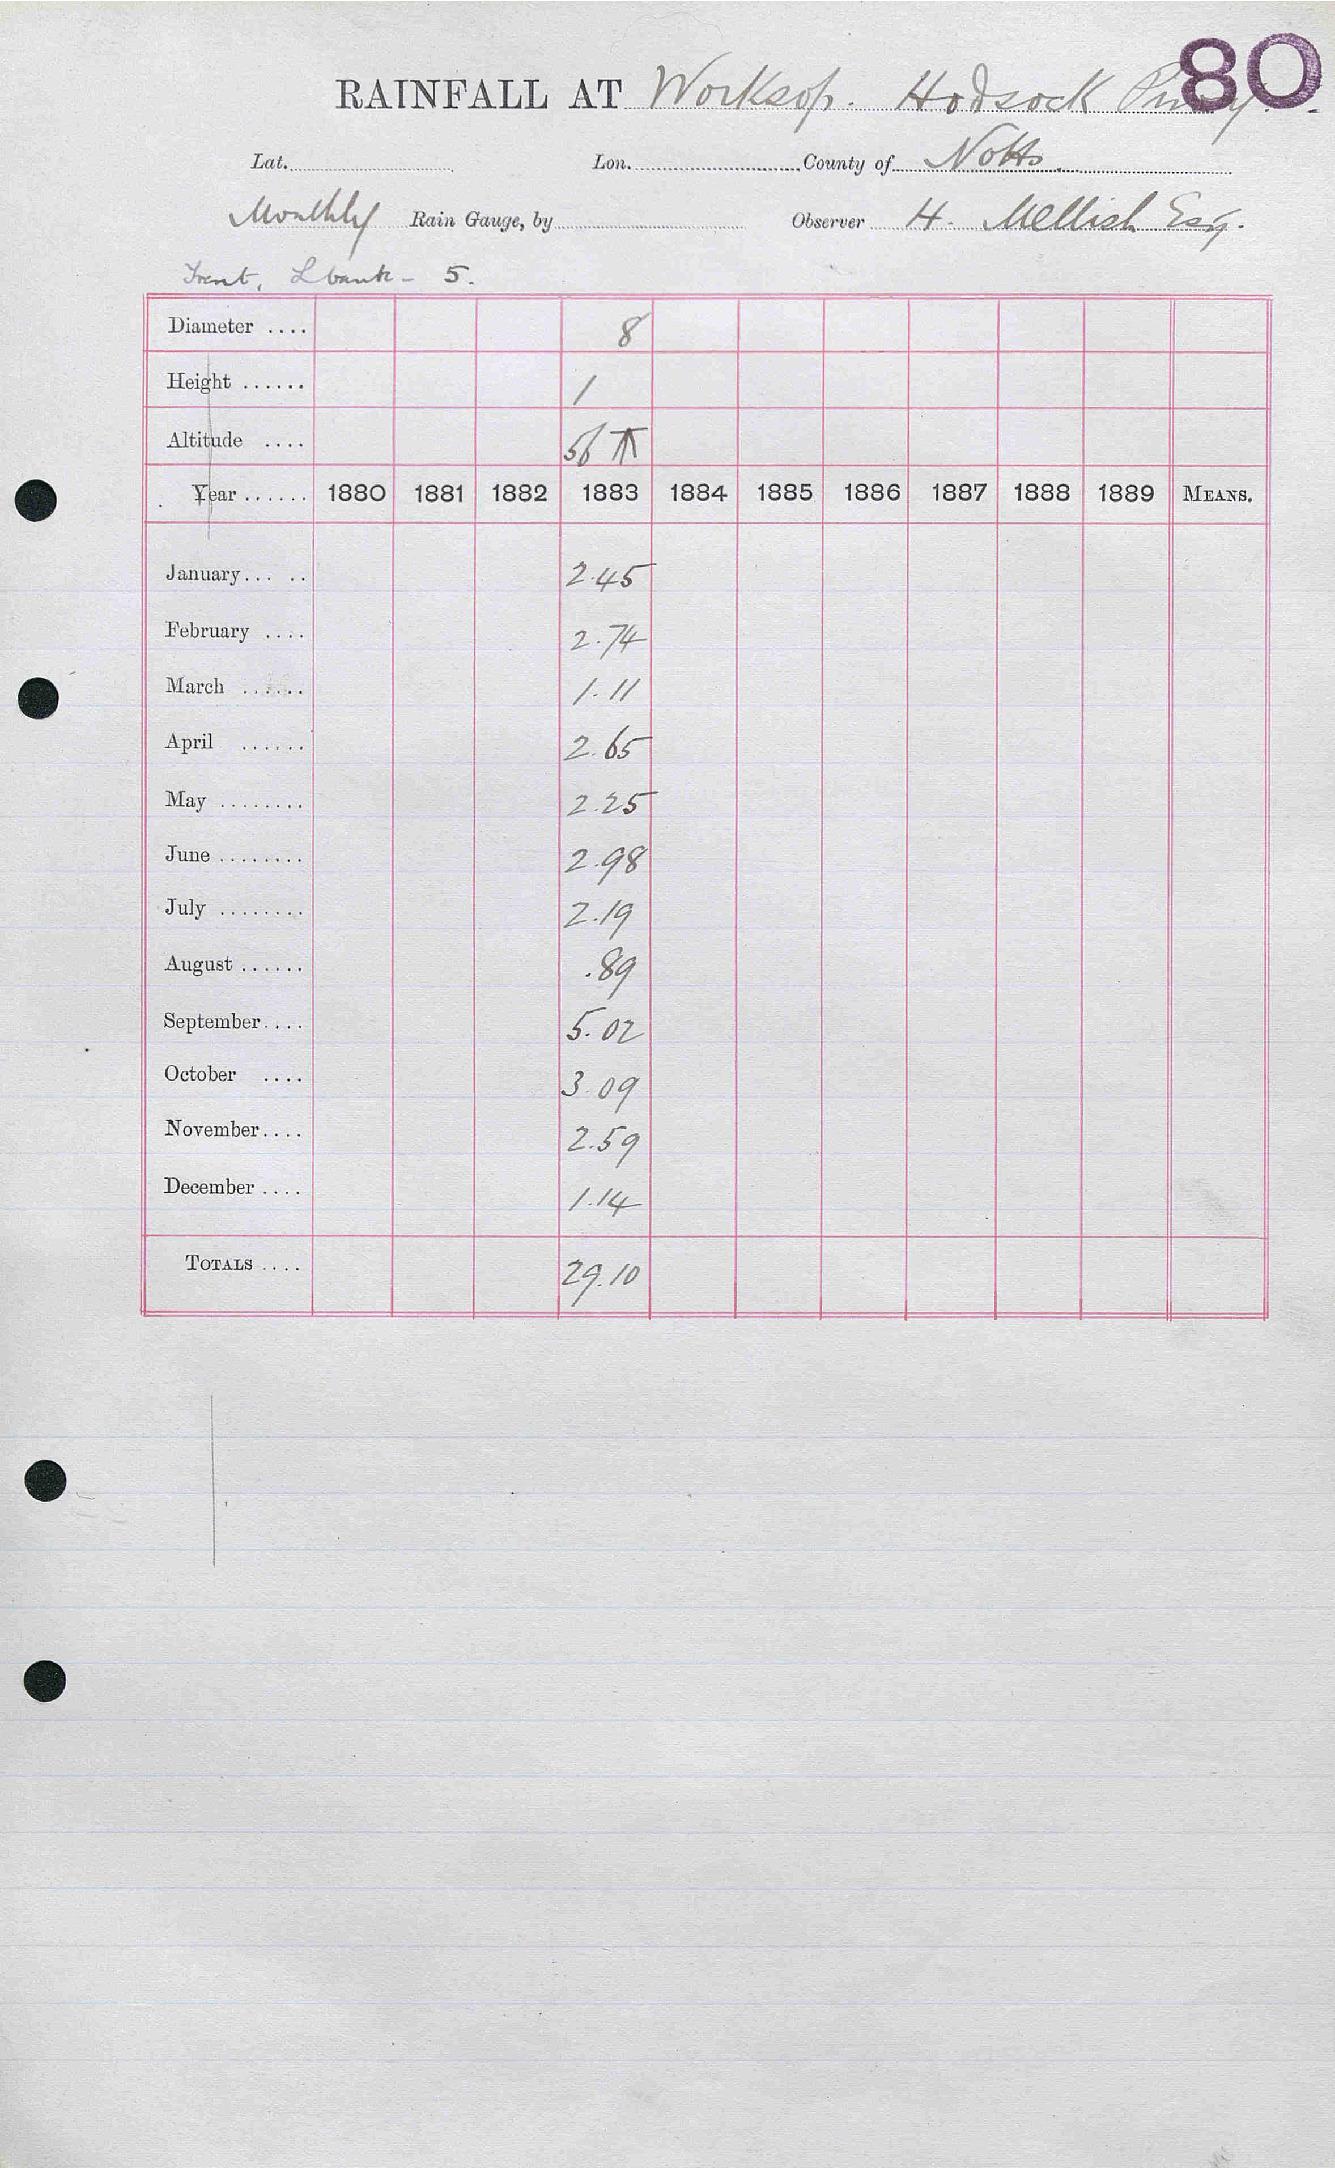 80
RAINFALL AT Worksop. Hodsock Priory.
Lat. Lon. County of Notts
Monthly Rain Gauge, by Observer H. Mellish Esq.
Trent, L bank - 5.
Diameter .... 8
Height ...... 1
Altitude .... 56
Year ...... 1880 1881 1882 1883 1884 1885 1886 1887 1888 1889 MEANS.
January... .. 2.45
February .... 2.74
March ...... 1.11
April ...... 2.65
May ........ 2.25
June ........ 2.98
July ........ 2.19
August ...... .89
September.... 5.02
October .... 3.09
November.... 2.59
December .... 1.14
TOTALS .... 29.10